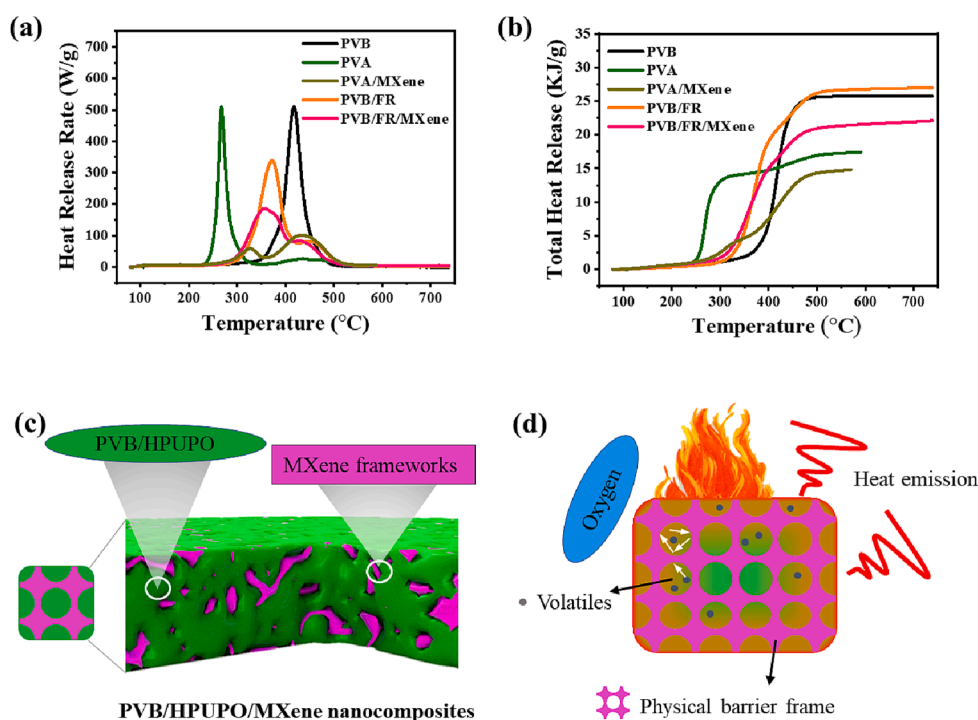 (a)
Heat Release Rate (W/g)
700
600
500
400
300
200
100
0
100 200 300 400 500 600 700
Temperature (°C)
PVB
PVA
PVA/MXene
PVB/FR
PVB/FR/MXene
(b)
Total Heat Release (KJ/g)
35
30
25
20
15
10
5
0
100 200 300 400 500 600 700
Temperature (°C)
PVB
PVA
PVA/MXene
PVB/FR
PVB/FR/MXene
(c)
PVB/HPUPO
MXene frameworks
PVB/HPUPO/MXene nanocomposites
(d)
Oxygen
Heat emission
Volatiles
Physical barrier frame